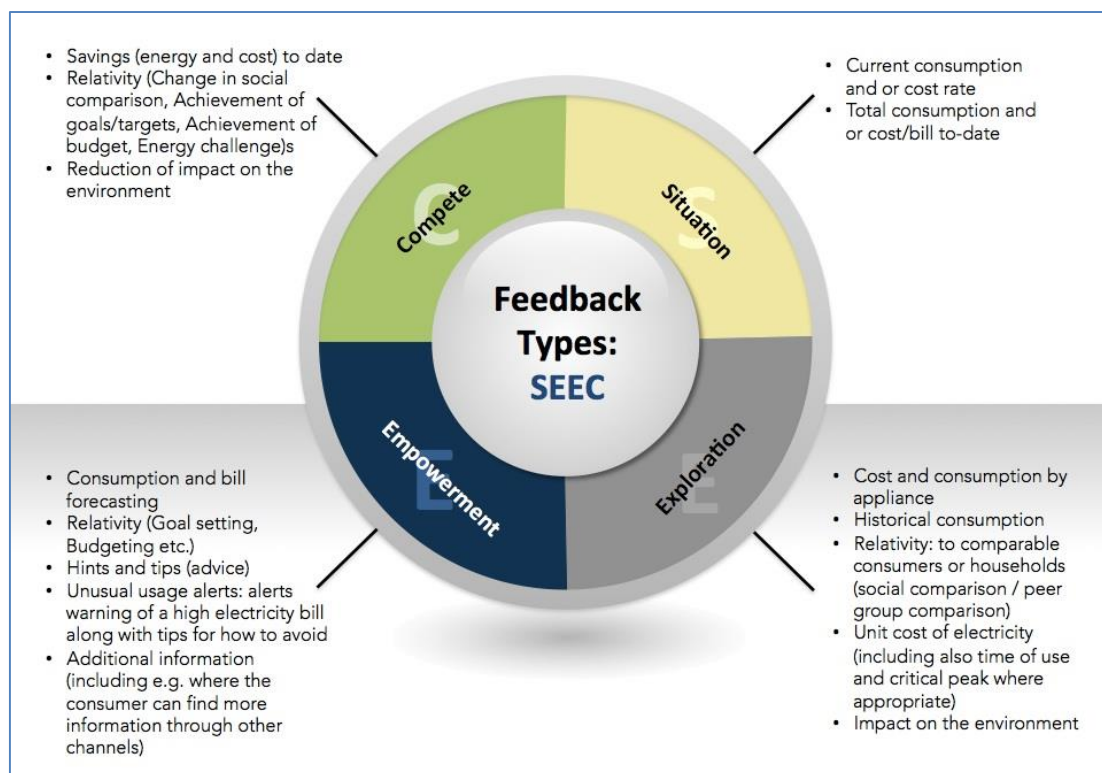 • Savings (energy and cost) to date
• Relativity (Change in social
comparison, Achievement of
goals/targets, Achievement of
budget, Energy challenge)s
• Reduction of impact on the
environment
• Current consumption
and or cost rate
• Total consumption and
or cost/bill to-date
C
Compete
S
Situation
Feedback
Types:
SEEC
E
Empowerment
E
Exploration
• Consumption and bill
forecasting
• Relativity (Goal setting,
Budgeting etc.)
• Hints and tips (advice)
• Unusual usage alerts: alerts
warning of a high electricity bill
along with tips for how to avoid
• Additional information
(including e.g. where the
consumer can find more
information through other
channels)
• Cost and consumption by
appliance
• Historical consumption
• Relativity: to comparable
consumers or households
(social comparison / peer
group comparison)
• Unit cost of electricity
(including also time of use
and critical peak where
appropriate)
• Impact on the environment